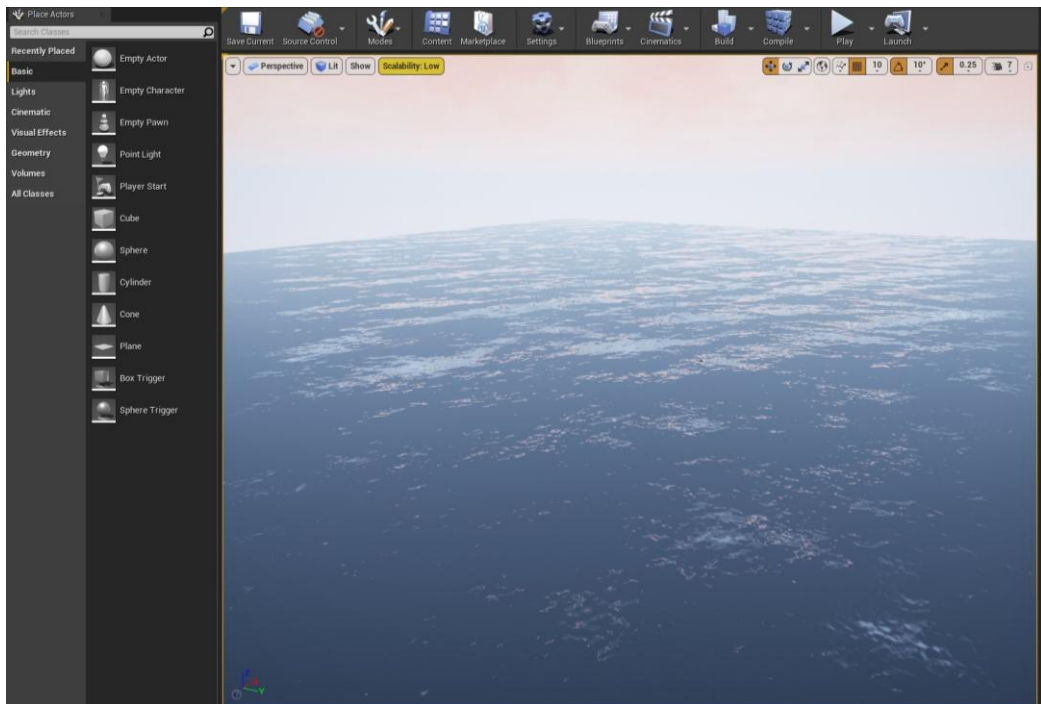 Place Actors
Search Classes
Recently Placed
Basic
Lights
Cinematic
Visual Effects
Geometry
Volumes
All Classes
Empty Actor
Empty Character
Empty Pawn
Point Light
Player Start
Cube
Sphere
Cylinder
Cone
Plane
Box Trigger
Sphere Trigger
Save Current Source Control Modes Content Marketplace Settings Blueprints Cinematics Build Compile Play Launch
Perspective Lit Show Scalability: Low 10 10° 0.25 7
Z
Y